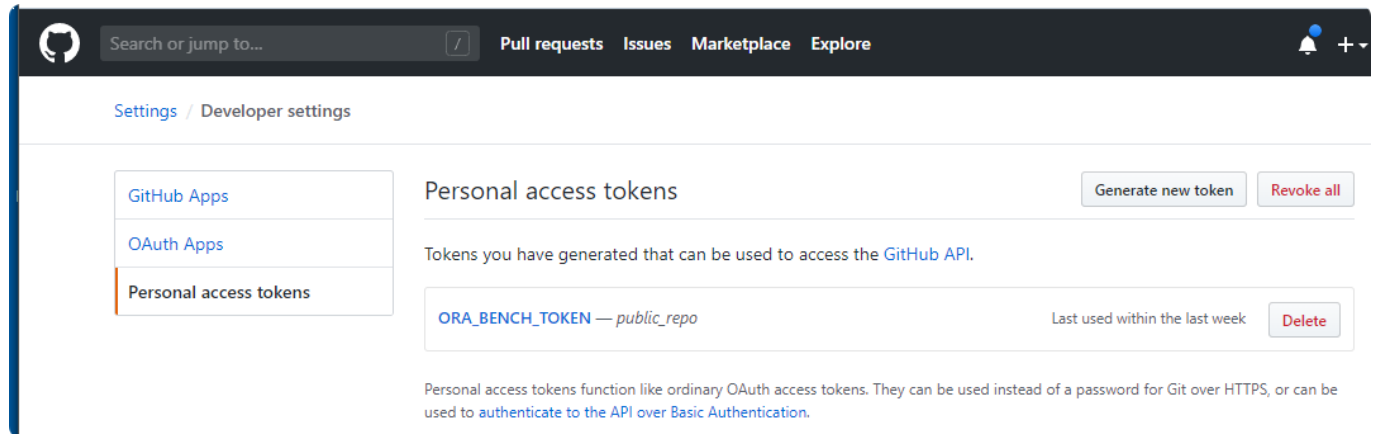 Search or jump to... /
Pull requests Issues Marketplace Explore
Settings / Developer settings
GitHub Apps
OAuth Apps
Personal access tokens
Personal access tokens
Generate new token
Revoke all
Tokens you have generated that can be used to access the GitHub API.
ORA_BENCH_TOKEN — public_repo
Last used within the last week
Delete
Personal access tokens function like ordinary OAuth access tokens. They can be used instead of a password for Git over HTTPS, or can be
used to authenticate to the API over Basic Authentication.